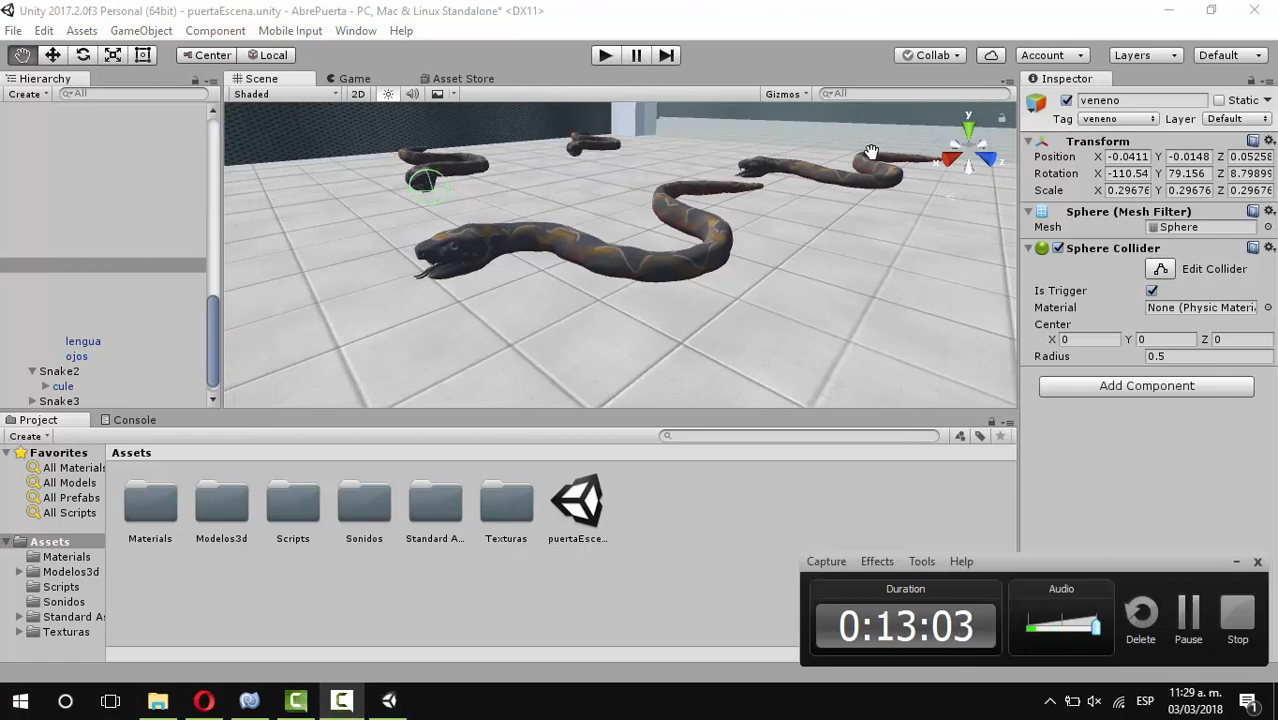 Unity 2017.2.0f3 Personal (64bit) - puertaEscena.unity - AbrePuerta - PC, Mac & Linux Standalone* <DX11>
File Edit Assets GameObject Component Mobile Input Window Help
Center Local Collab Account Layers Default
Hierarchy Scene Game Asset Store Inspector
Create All Shaded 2D Gizmos All
veneno Static
Tag veneno Layer Default
Transform
Position X -0.0411 Y -0.0148 Z 0.05258
Rotation X -110.54 Y 79.156 Z 8.79899
Scale X 0.29676 Y 0.29676 Z 0.29676
Sphere (Mesh Filter)
Mesh Sphere
Sphere Collider
Edit Collider
Is Trigger
Material None (Physic Materi
Center
X 0 Y 0 Z 0
Radius 0.5
Add Component
y
x
z
lengua
ojos
Snake2
cule
Snake3
Project Console
Create
Favorites
All Materials
All Models
All Prefabs
All Scripts
Assets
Materials
Modelos3d
Scripts
Sonidos
Standard As
Texturas
Assets
Materials Modelos3d Scripts Sonidos Standard A... Texturas puertaEsce...
Capture Effects Tools Help
Duration Audio
0:13:03
Delete Pause Stop
ESP
11:29 a. m.
03/03/2018
1